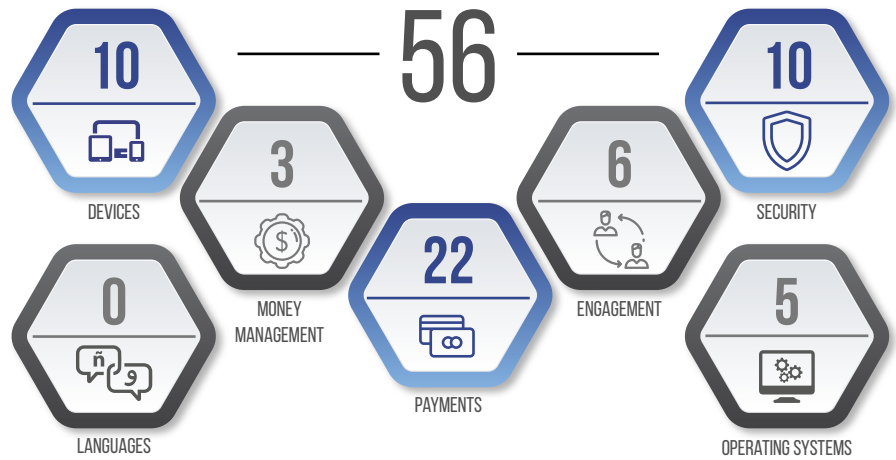 56
10
DEVICES
10
SECURITY
3
MONEY
MANAGEMENT
6
ENGAGEMENT
22
PAYMENTS
0
ñ
و
LANGUAGES
5
OPERATING SYSTEMS
$